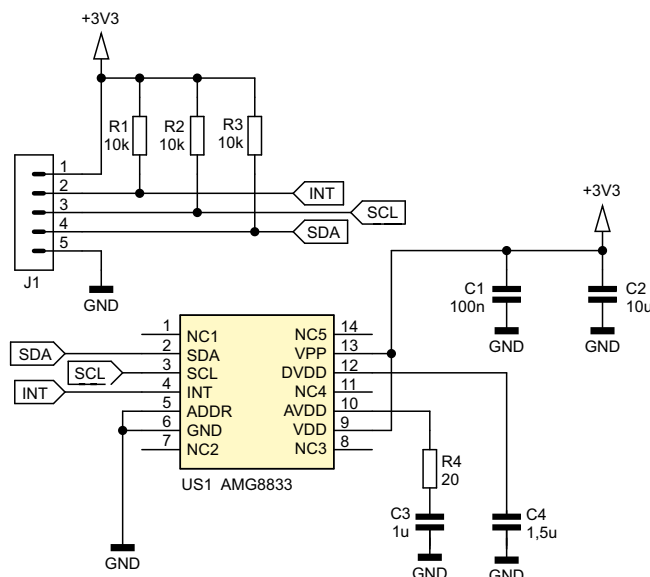 +3V3
R1
10k
R2
10k
R3
10k
1
2
3
4
5
J1
INT
SCL
SDA
GND
+3V3
C1
100n
C2
10u
GND
GND
SDA
SCL
INT
1
2
3
4
5
6
7
NC1
SDA
SCL
INT
ADDR
GND
NC2
NC5
VPP
DVDD
NC4
AVDD
VDD
NC3
14
13
12
11
10
9
8
US1 AMG8833
R4
20
C3
1u
C4
1,5u
GND
GND
GND